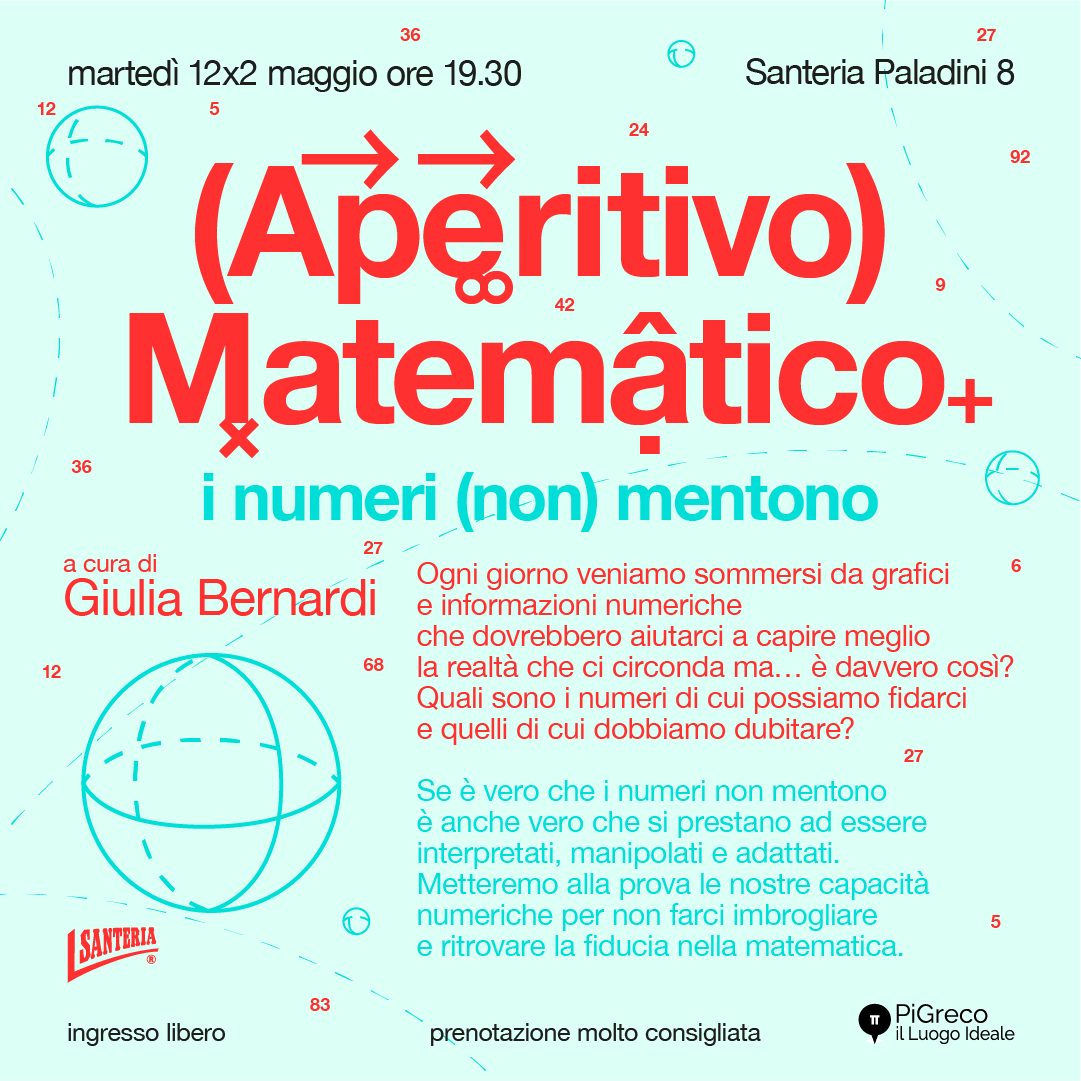 36
27
martedì 12x2 maggio ore 19.30
Santeria Paladini 8
12
5
24
92
→ →
(Aperitivo)
∞
9
42
Matematico+
×
36
i numeri (non) mentono
27
a cura di
Giulia Bernardi
12
68
Ogni giorno veniamo sommersi da grafici
e informazioni numeriche
che dovrebbero aiutarci a capire meglio
la realtà che ci circonda ma… è davvero così?
Quali sono i numeri di cui possiamo fidarci
e quelli di cui dobbiamo dubitare?
6
27
Se è vero che i numeri non mentono
è anche vero che si prestano ad essere
interpretati, manipolati e adattati.
Metteremo alla prova le nostre capacità
numeriche per non farci imbrogliare
e ritrovare la fiducia nella matematica.
5
SANTERIA
®
83
ingresso libero
prenotazione molto consigliata
π
PiGreco
il Luogo Ideale